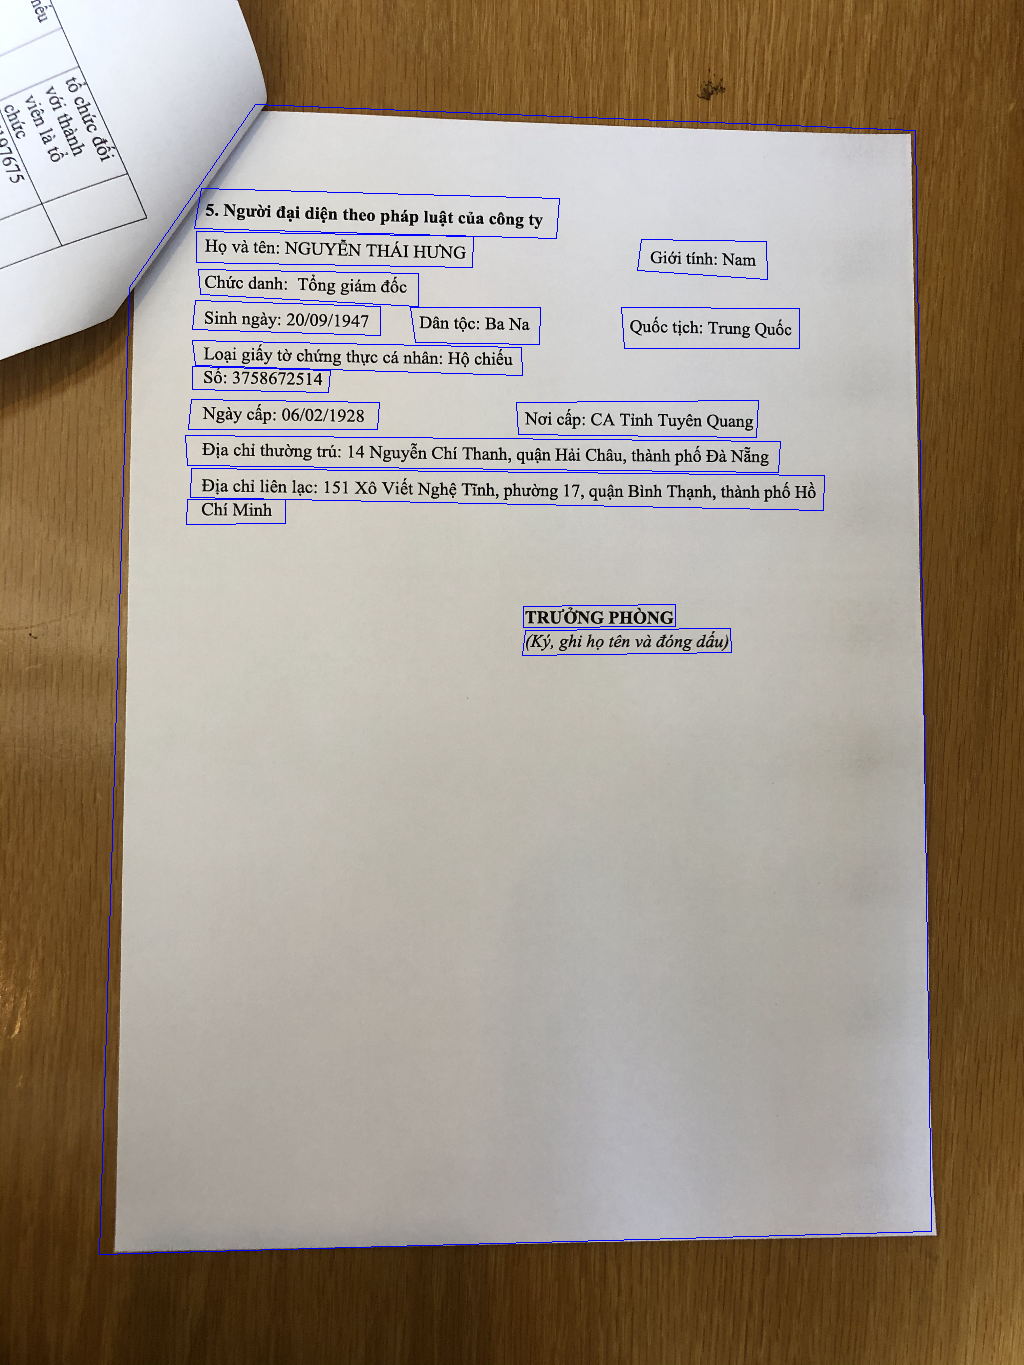 nếu
tổ chức đối
với thành
viên là tổ
chức
5. Người đại diện theo pháp luật của công ty
Họ và tên: NGUYỄN THÁI HƯNG Giới tính: Nam
Chức danh: Tổng giám đốc
Sinh ngày: 20/09/1947 Dân tộc: Ba Na Quốc tịch: Trung Quốc
Loại giấy tờ chứng thực cá nhân: Hộ chiếu
Số: 3758672514
Ngày cấp: 06/02/1928 Nơi cấp: CA Tỉnh Tuyên Quang
Địa chỉ thường trú: 14 Nguyễn Chí Thanh, quận Hải Châu, thành phố Đà Nẵng
Địa chỉ liên lạc: 151 Xô Viết Nghệ Tĩnh, phường 17, quận Bình Thạnh, thành phố Hồ
Chí Minh
TRƯỞNG PHÒNG
(Ký, ghi họ tên và đóng dấu)